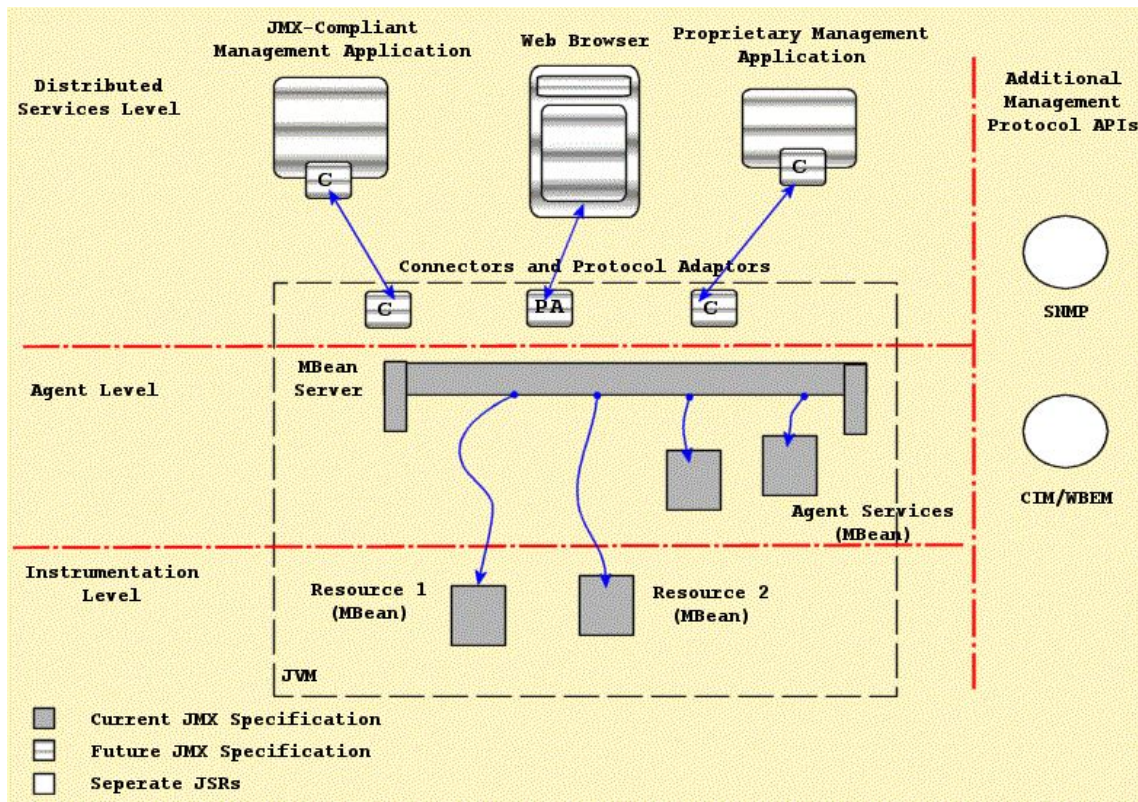 JMX-Compliant
Management Application
Web Browser
Proprietary Management
Application
Distributed
Services Level
Additional
Management
Protocol APIs
C
C
Connectors and Protocol Adaptors
C
PA
C
SNMP
MBean
Server
Agent Level
CIM/WBEM
Agent Services
(MBean)
Instrumentation
Level
Resource 1
(MBean)
Resource 2
(MBean)
JVM
Current JMX Specification
Future JMX Specification
Seperate JSRs